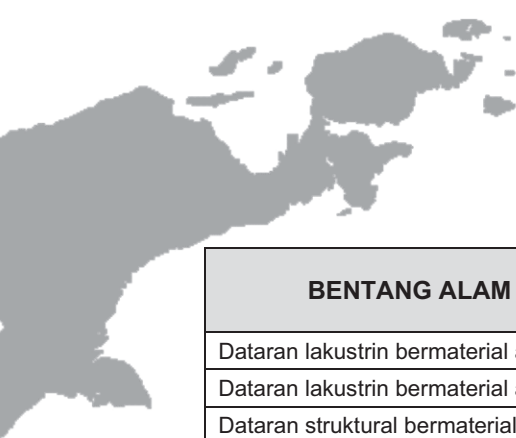 BENTANG ALAM
Dataran lakustrin bermaterial
Dataran lakustrin bermaterial
Dataran struktural bermaterial